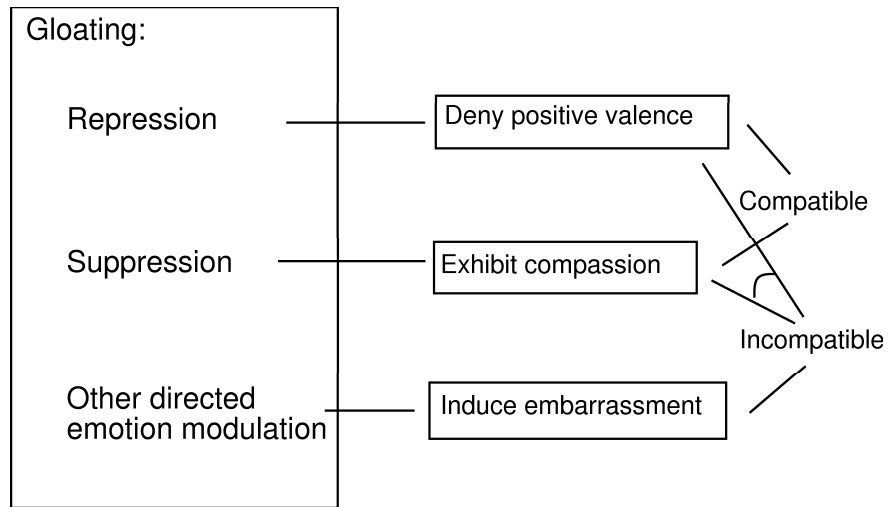 Gloating:
Repression
Deny positive valence
Compatible
Suppression
Exhibit compassion
Incompatible
Other directed
emotion modulation
Induce embarrassment